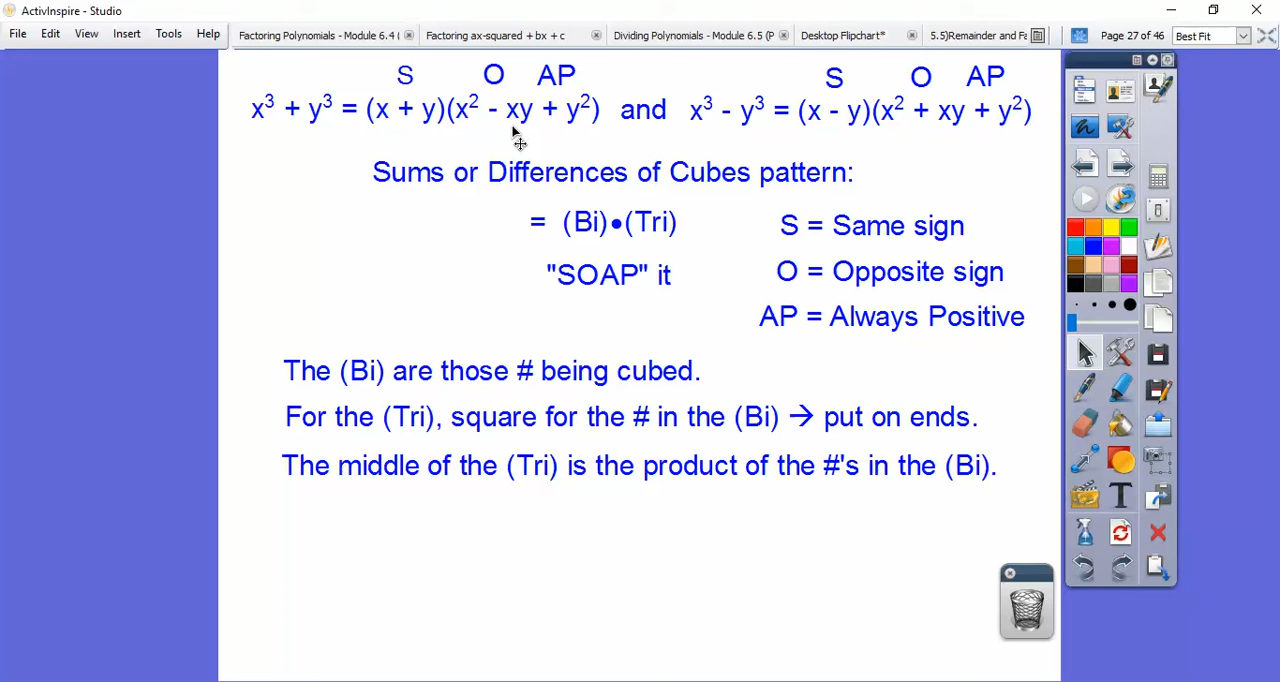 ActivInspire - Studio
File Edit View Insert Tools Help
Factoring Polynomials - Module 6.4 (
Factoring ax-squared + bx + c
Dividing Polynomials - Module 6.5 (P
Desktop Flipchart*
5.5)Remainder and Fa
Page 27 of 46
Best Fit
S O AP S O AP
x³ + y³ = (x + y)(x² - xy + y²) and x³ - y³ = (x - y)(x² + xy + y²)
Sums or Differences of Cubes pattern:
= (Bi)•(Tri)
S = Same sign
"SOAP" it
O = Opposite sign
AP = Always Positive
The (Bi) are those # being cubed.
For the (Tri), square for the # in the (Bi) → put on ends.
The middle of the (Tri) is the product of the #'s in the (Bi).
T